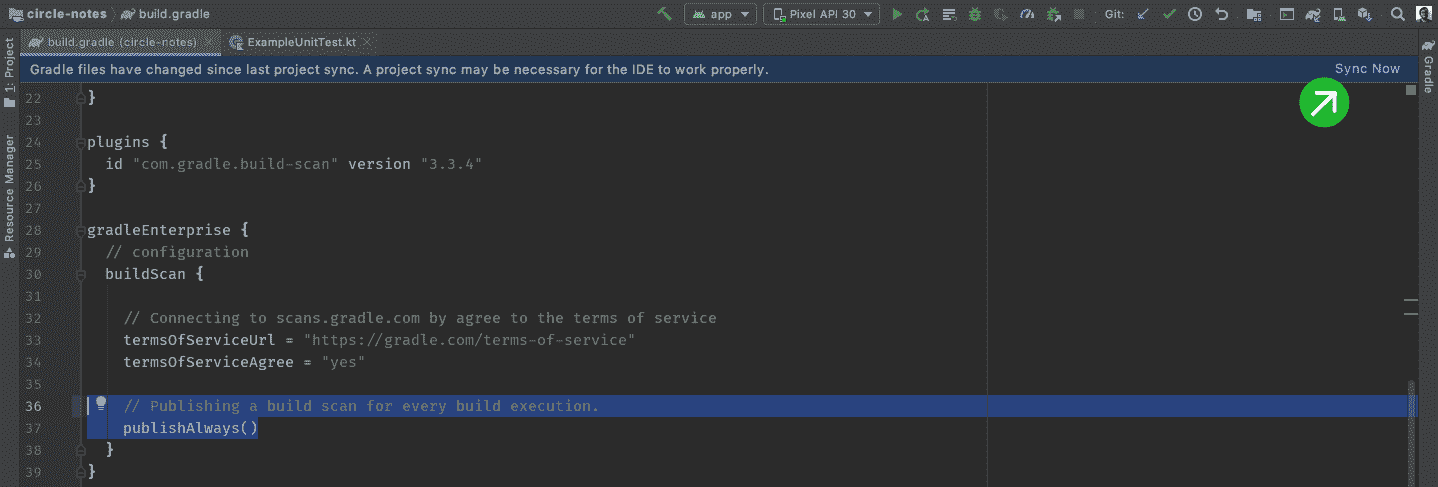 circle-notes build.gradle app Pixel API 30 Git:
build.gradle (circle-notes) ExampleUnitTest.kt
1: Project
Resource Manager
Gradle
Gradle files have changed since last project sync. A project sync may be necessary for the IDE to work properly. Sync Now
22 }
23
24 plugins {
25 id "com.gradle.build-scan" version "3.3.4"
26 }
27
28 gradleEnterprise {
29 // configuration
30 buildScan {
31
32 // Connecting to scans.gradle.com by agree to the terms of service
33 termsOfServiceUrl = "https://gradle.com/terms-of-service"
34 termsOfServiceAgree = "yes"
35
36 // Publishing a build scan for every build execution.
37 publishAlways()
38 }
39 }